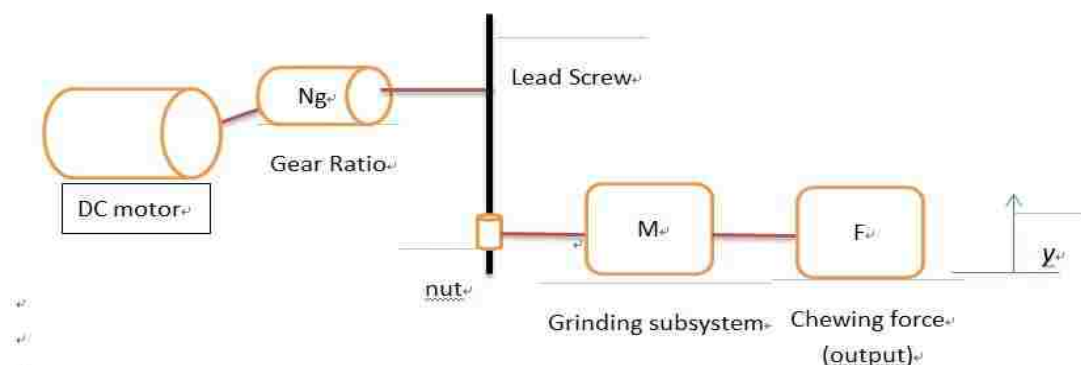 Lead Screw
Ng
Gear Ratio
DC motor
M
F
y
nut
Grinding subsystem
Chewing force
(output)